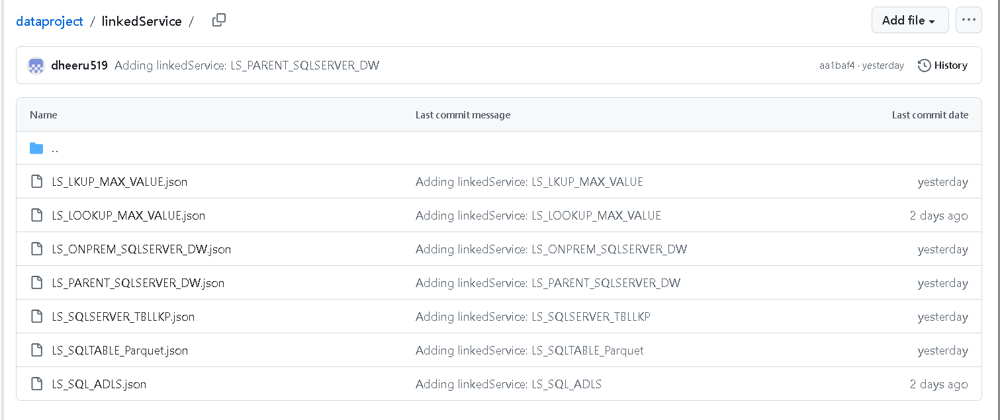 dataproject / linkedService /
Add file
dheeru519 Adding linkedService: LS_PARENT_SQLSERVER_DW
aa1baf4 · yesterday
History
Name Last commit message Last commit date
..
LS_LKUP_MAX_VALUE.json Adding linkedService: LS_LKUP_MAX_VALUE yesterday
LS_LOOKUP_MAX_VALUE.json Adding linkedService: LS_LOOKUP_MAX_VALUE 2 days ago
LS_ONPREM_SQLSERVER_DW.json Adding linkedService: LS_ONPREM_SQLSERVER_DW yesterday
LS_PARENT_SQLSERVER_DW.json Adding linkedService: LS_PARENT_SQLSERVER_DW yesterday
LS_SQLSERVER_TBLLKP.json Adding linkedService: LS_SQLSERVER_TBLLKP yesterday
LS_SQLTABLE_Parquet.json Adding linkedService: LS_SQLTABLE_Parquet yesterday
LS_SQL_ADLS.json Adding linkedService: LS_SQL_ADLS 2 days ago